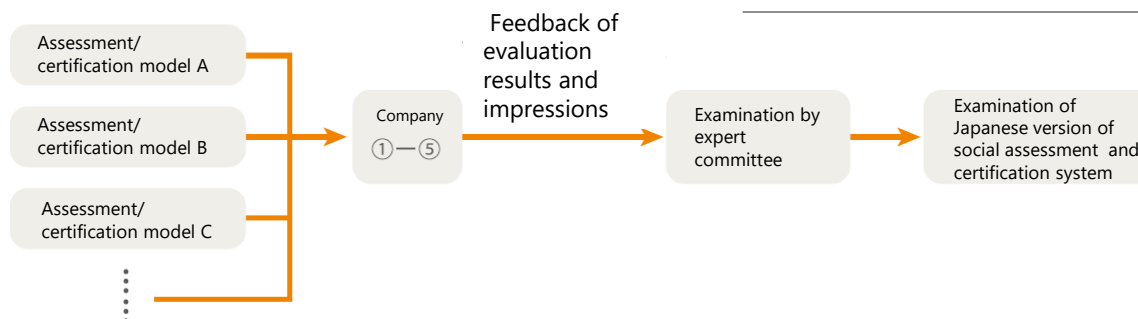 Assessment/
certification model A
Assessment/
certification model B
Assessment/
certification model C
Company
①—⑤
Feedback of
evaluation
results and
impressions
Examination by
expert
committee
Examination of
Japanese version of
social assessment and
certification system